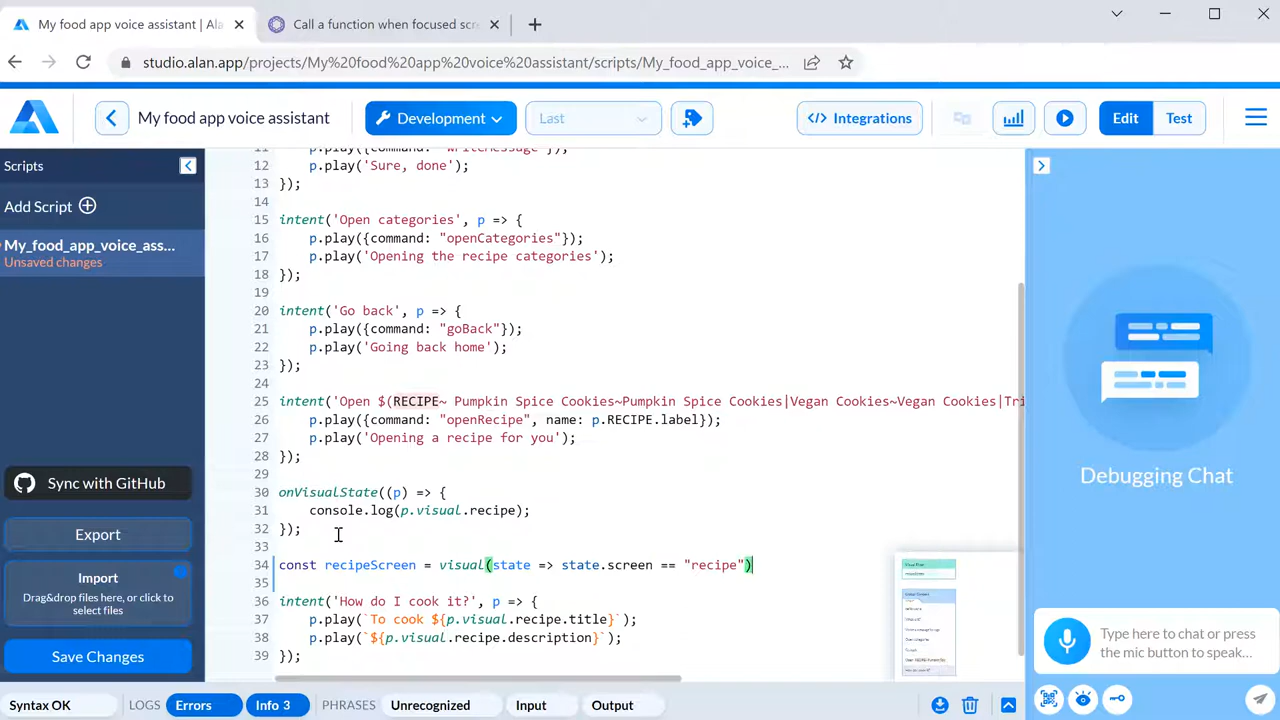 My food app voice assistant | Ala
Call a function when focused scre
studio.alan.app/projects/My%20food%20app%20voice%20assistant/scripts/My_food_app_voice_...
My food app voice assistant
Development
Last
</> Integrations
Edit
Test
Scripts
Add Script
My_food_app_voice_ass...
Unsaved changes
Sync with GitHub
Export
Import
Drag&drop files here, or click to
select files
Save Changes
11 p.play({command: "writeMessage"});
12 p.play('Sure, done');
13 });
14
15 intent('Open categories', p => {
16 p.play({command: "openCategories"});
17 p.play('Opening the recipe categories');
18 });
19
20 intent('Go back', p => {
21 p.play({command: "goBack"});
22 p.play('Going back home');
23 });
24
25 intent('Open $(RECIPE~ Pumpkin Spice Cookies~Pumpkin Spice Cookies|Vegan Cookies~Vegan Cookies|Tri
26 p.play({command: "openRecipe", name: p.RECIPE.label});
27 p.play('Opening a recipe for you');
28 });
29
30 onVisualState((p) => {
31 console.log(p.visual.recipe);
32 });
33
34 const recipeScreen = visual(state => state.screen == "recipe")
35
36 intent('How do I cook it?', p => {
37 p.play(`To cook ${p.visual.recipe.title}`);
38 p.play(`${p.visual.recipe.description}`);
39 });
Debugging Chat
Type here to chat or press
the mic button to speak...
Syntax OK
LOGS
Errors
Info 3
PHRASES
Unrecognized
Input
Output